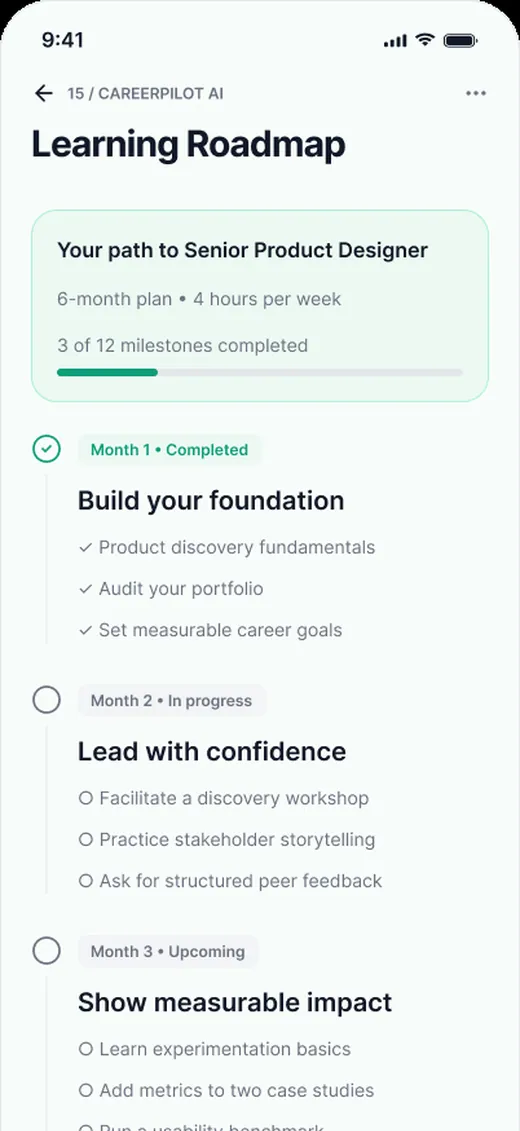 9:41
15 / CAREERPILOT AI
Learning Roadmap
Your path to Senior Product Designer
6-month plan • 4 hours per week
3 of 12 milestones completed
Month 1 • Completed
Build your foundation
✓ Product discovery fundamentals
✓ Audit your portfolio
✓ Set measurable career goals
Month 2 • In progress
Lead with confidence
○ Facilitate a discovery workshop
○ Practice stakeholder storytelling
○ Ask for structured peer feedback
Month 3 • Upcoming
Show measurable impact
○ Learn experimentation basics
○ Add metrics to two case studies
○ Run a usability benchmark